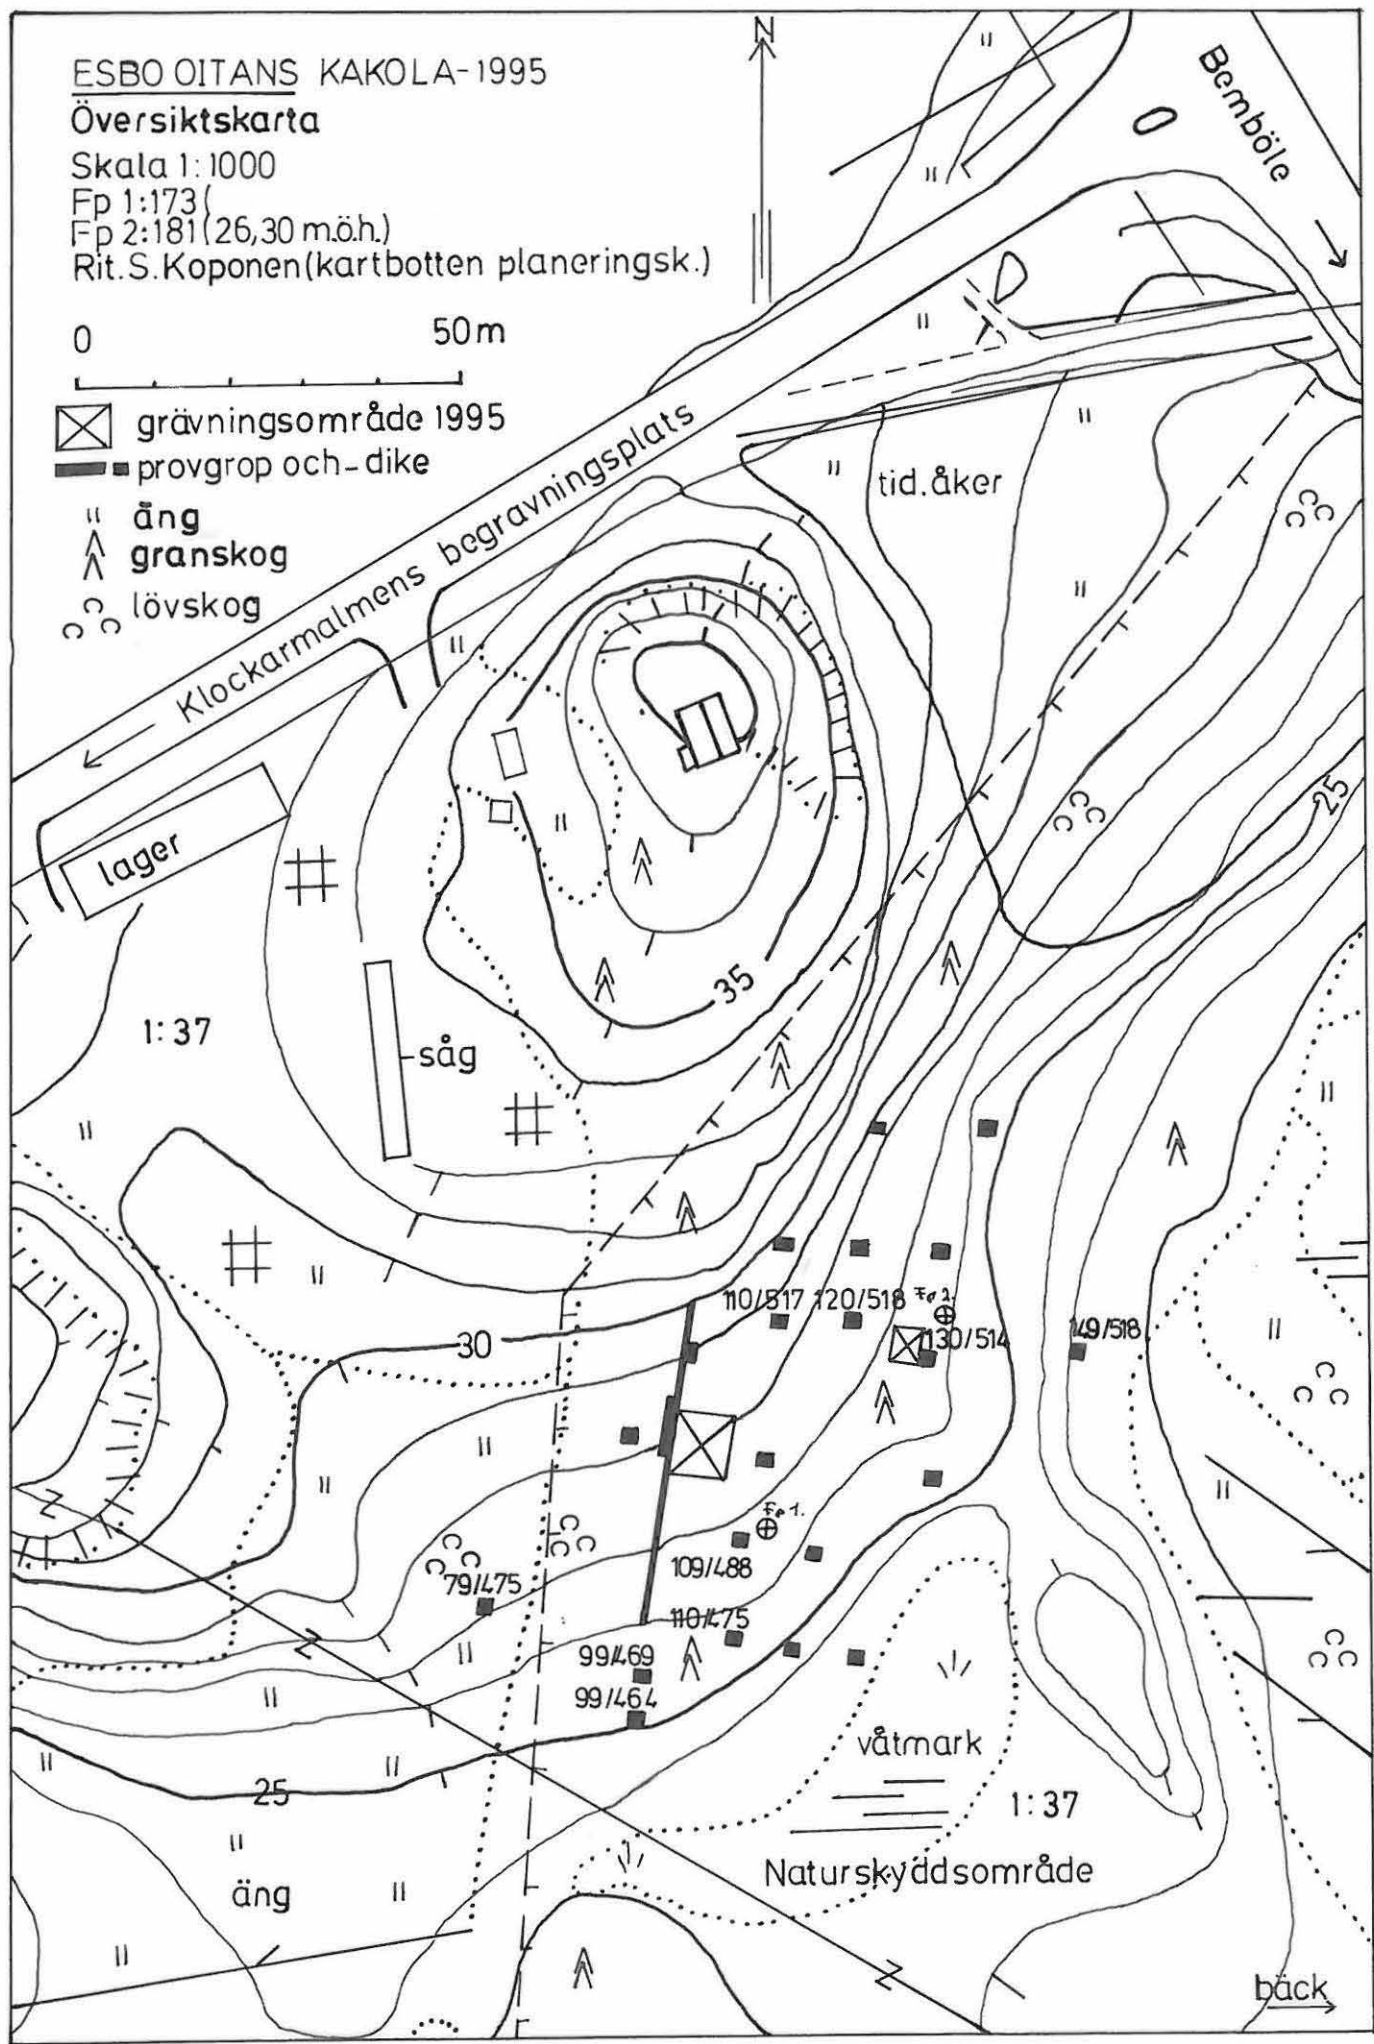 ESBO OITANS KAKOLA-1995
Översiktskarta
Skala 1:1000
Fp 1:173(
Fp 2:181(26,30 m.ö.h.)
Rit.S.Koponen(kartbotten planeringsk.)
N
Bemböle
0 50m
grävningsområde 1995
provgrop och-dike
äng
granskog
lövskog
Klockarmalmens begravningsplats
tid.åker
25
lager
35
1:37
såg
110/517 120/518 Fp 2.
130/514 149/518
30
Fp 1.
109/488
79/475
110/475
99/469
99/464
våtmark
25
1:37
Naturskyddsområde
äng
bäck